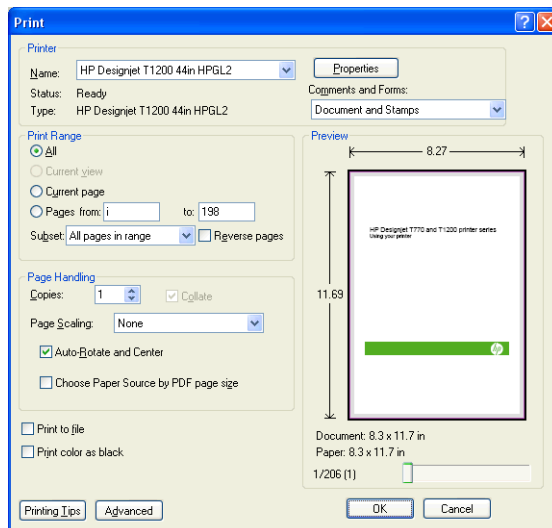 Print
Printer
Name: HP Designjet T1200 44in HPGL2 Properties
Status: Ready Comments and Forms:
Type: HP Designjet T1200 44in HPGL2 Document and Stamps
Print Range
All
Current view
Current page
Pages from: i to: 198
Subset: All pages in range Reverse pages
Page Handling
Copies: 1 Collate
Page Scaling: None
Auto-Rotate and Center
Choose Paper Source by PDF page size
Print to file
Print color as black
Preview
8.27
11.69
HP Designjet T770 and T1200 printer series
Using your printer
hp
Document: 8.3 x 11.7 in
Paper: 8.3 x 11.7 in
1/206 (1)
Printing Tips Advanced OK Cancel